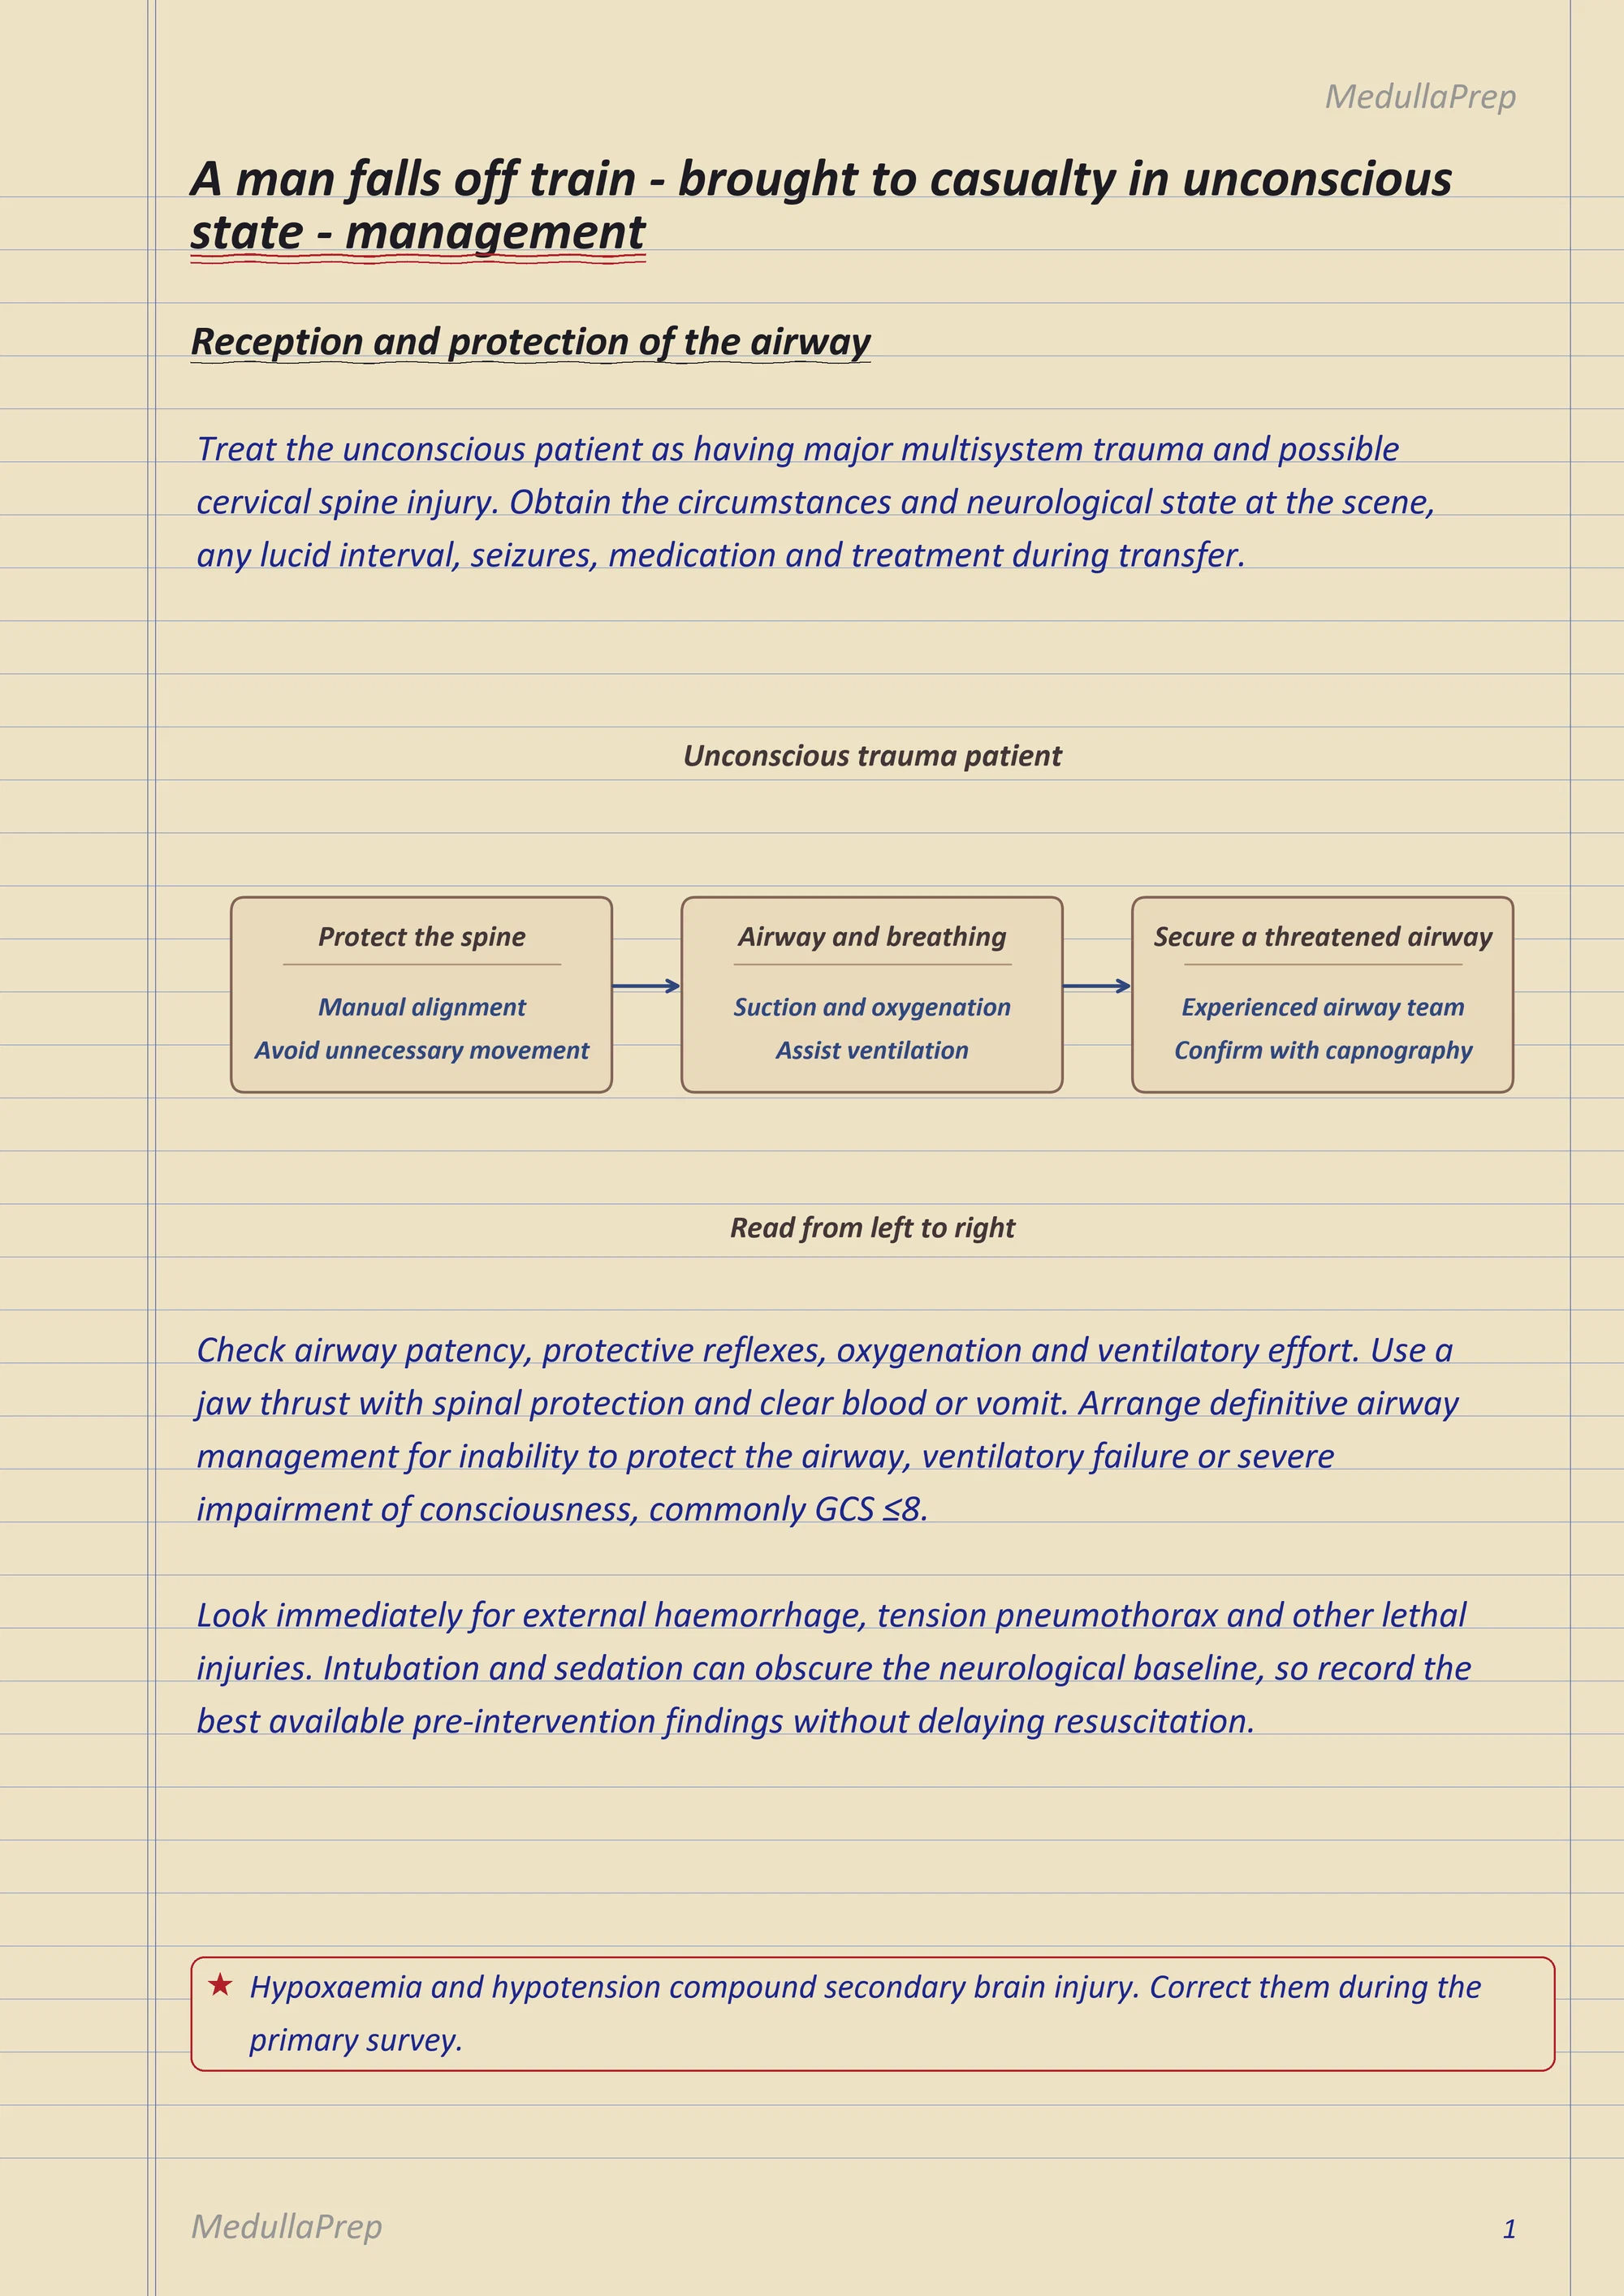 MedullaPrep
A man falls off train - brought to casualty in unconscious
state - management
Reception and protection of the airway
Treat the unconscious patient as having major multisystem trauma and possible
cervical spine injury. Obtain the circumstances and neurological state at the scene,
any lucid interval, seizures, medication and treatment during transfer.
Unconscious trauma patient
Protect the spine
Manual alignment
Avoid unnecessary movement
Airway and breathing
Suction and oxygenation
Assist ventilation
Secure a threatened airway
Experienced airway team
Confirm with capnography
Read from left to right
Check airway patency, protective reflexes, oxygenation and ventilatory effort. Use a
jaw thrust with spinal protection and clear blood or vomit. Arrange definitive airway
management for inability to protect the airway, ventilatory failure or severe
impairment of consciousness, commonly GCS ≤8.
Look immediately for external haemorrhage, tension pneumothorax and other lethal
injuries. Intubation and sedation can obscure the neurological baseline, so record the
best available pre-intervention findings without delaying resuscitation.
★ Hypoxaemia and hypotension compound secondary brain injury. Correct them during the
primary survey.
MedullaPrep
1